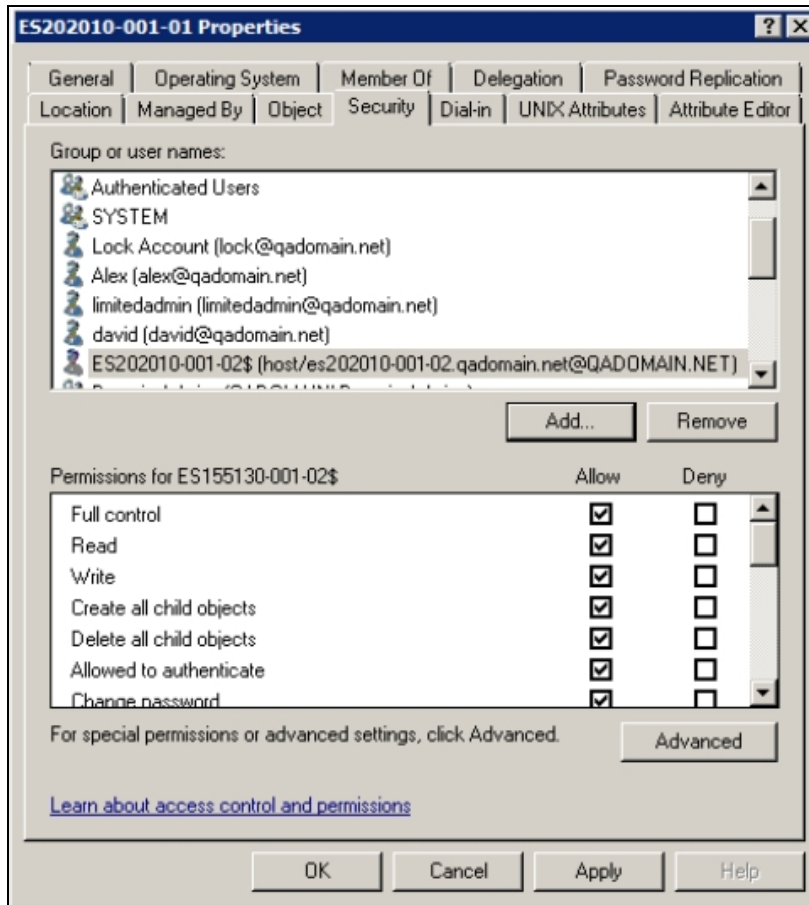 ES202010-001-01 Properties
General Operating System Member Of Delegation Password Replication
Location Managed By Object Security Dial-in UNIX Attributes Attribute Editor
Group or user names:
Authenticated Users
SYSTEM
Lock Account (lock@qadomain.net)
Alex (alex@qadomain.net)
limitedadmin (limitedadmin@qadomain.net)
david (david@qadomain.net)
ES202010-001-02$ (host/es202010-001-02.qadomain.net@QADOMAIN.NET)
Add... Remove
Permissions for ES155130-001-02$ Allow Deny
Full control
Read
Write
Create all child objects
Delete all child objects
Allowed to authenticate
Change password
For special permissions or advanced settings, click Advanced.
Advanced
Learn about access control and permissions
OK Cancel Apply Help